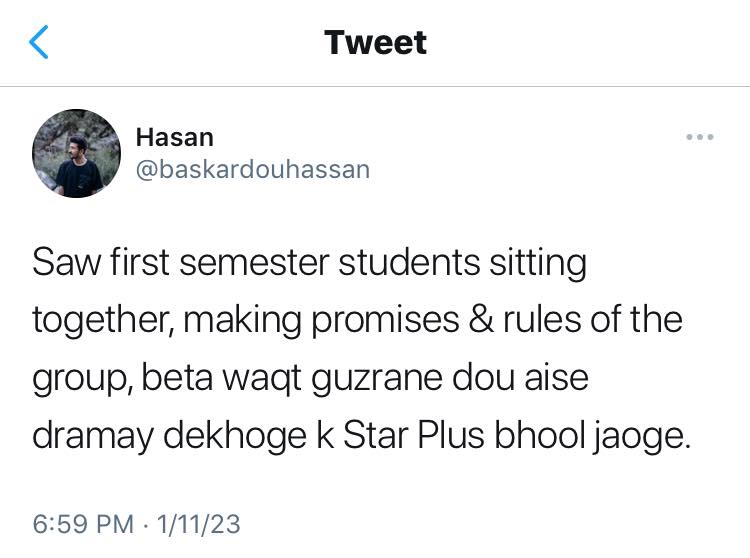 Tweet
Hasan
@baskardouhassan
Saw first semester students sitting
together, making promises & rules of the
group, beta waqt guzrane dou aise
dramay dekhoge k Star Plus bhool jaoge.
6:59 PM · 1/11/23